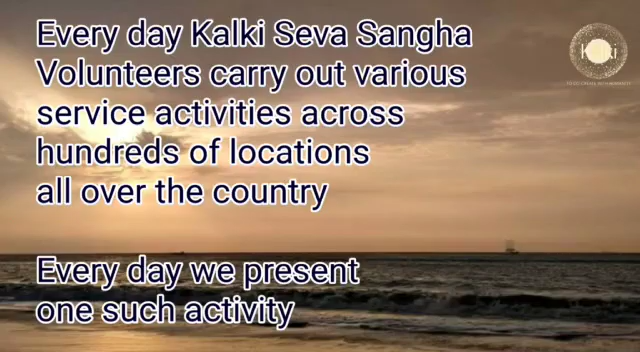 Every day Kalki Seva Sangha
Volunteers carry out various
service activities across
hundreds of locations
all over the country
Every day we present
one such activity
Kalki